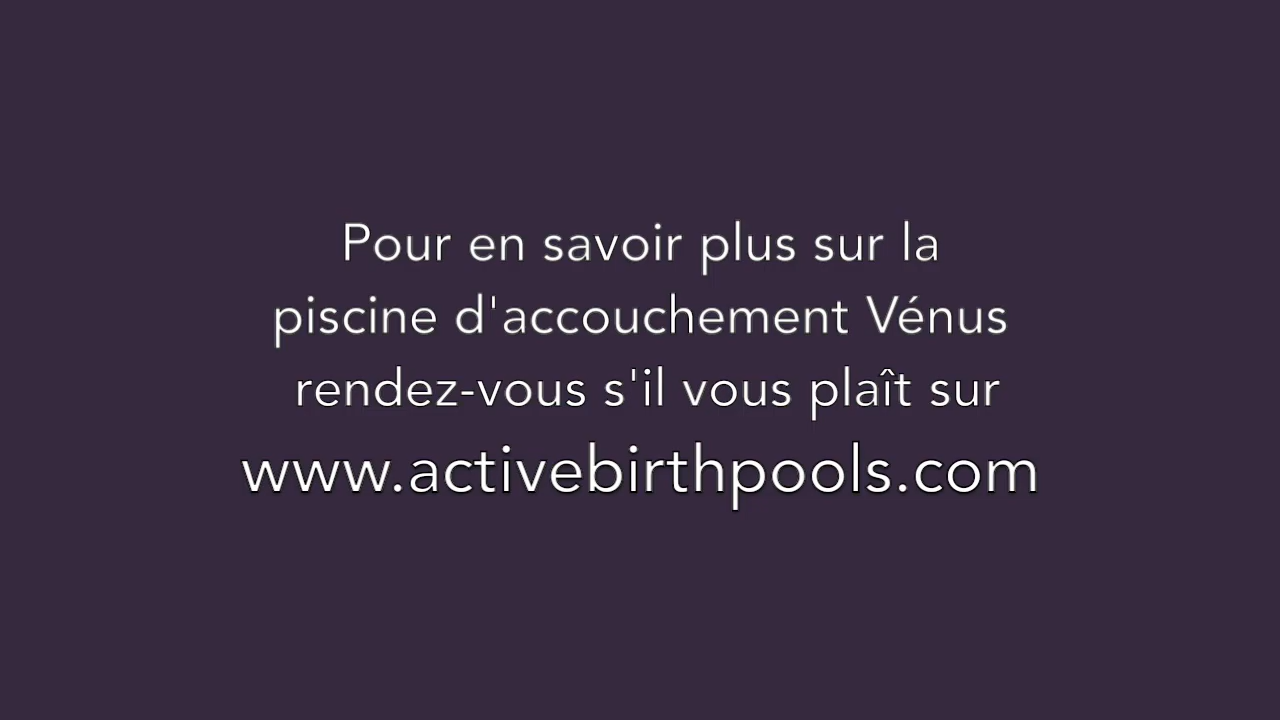 Pour en savoir plus sur la
piscine d'accouchement Vénus
rendez-vous s'il vous plaît sur
www.activebirthpools.com